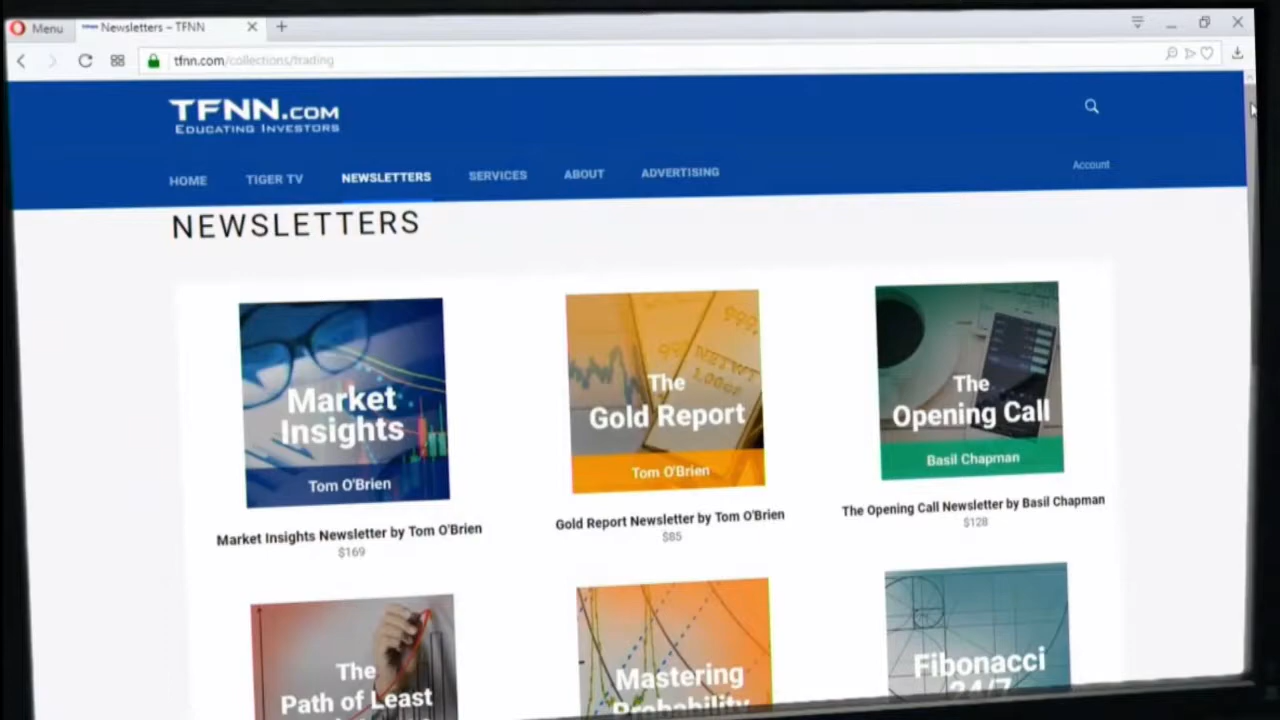 Menu
Newsletters – TFNN
tfnn.com/collections/trading
TFNN.COM
EDUCATING INVESTORS
HOME TIGER TV NEWSLETTERS SERVICES ABOUT ADVERTISING
Account
NEWSLETTERS
Market
Insights
Tom O'Brien
Market Insights Newsletter by Tom O'Brien
$169
The
Gold Report
Tom O'Brien
Gold Report Newsletter by Tom O'Brien
$85
The
Opening Call
Basil Chapman
The Opening Call Newsletter by Basil Chapman
$128
The
Path of Least
Mastering
Probability
Fibonacci
24/7